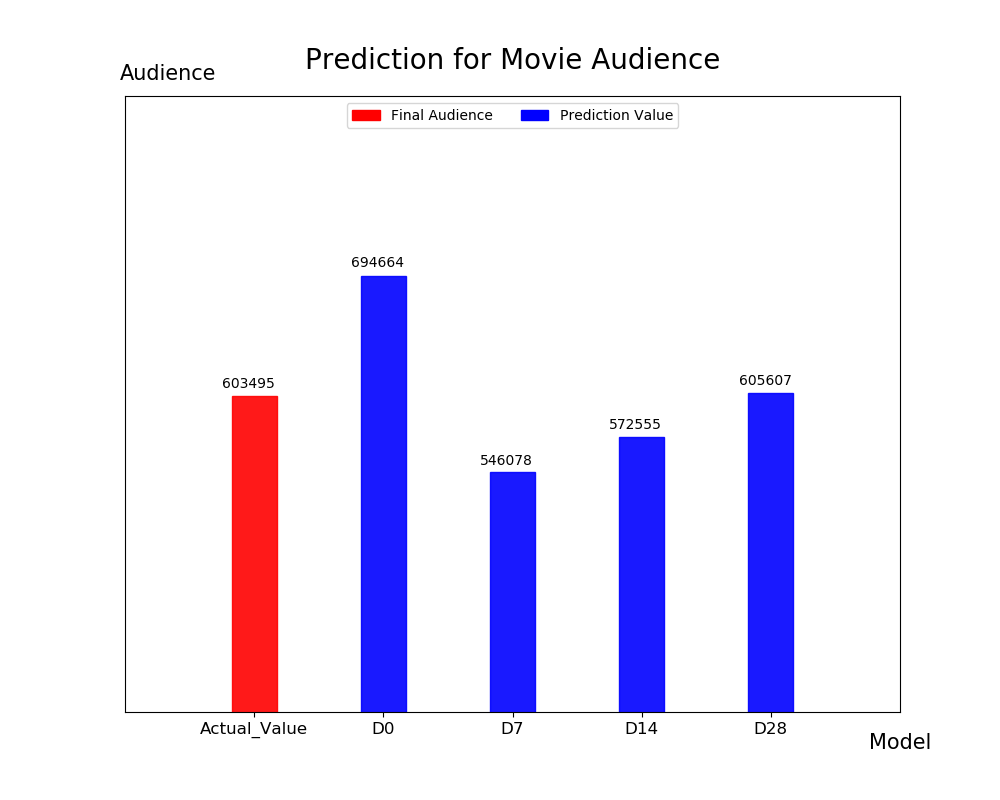 Prediction for Movie Audience
Audience
Final Audience Prediction Value
694664
603495
605607
572555
546078
Actual_Value D0 D7 D14 D28
Model